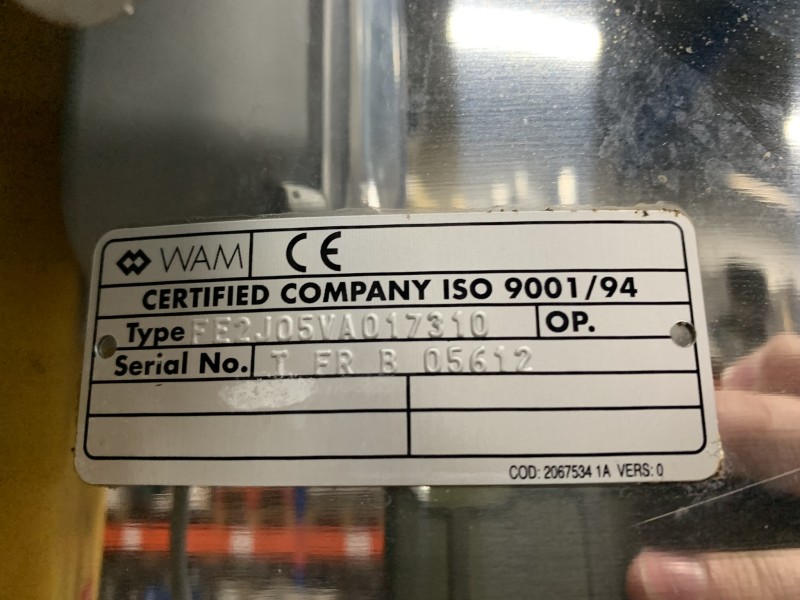 WAM CE
CERTIFIED COMPANY ISO 9001/94
Type FE2J05VA017310 OP.
Serial No. T FR B 05612
COD: 2067534 1A VERS: 0